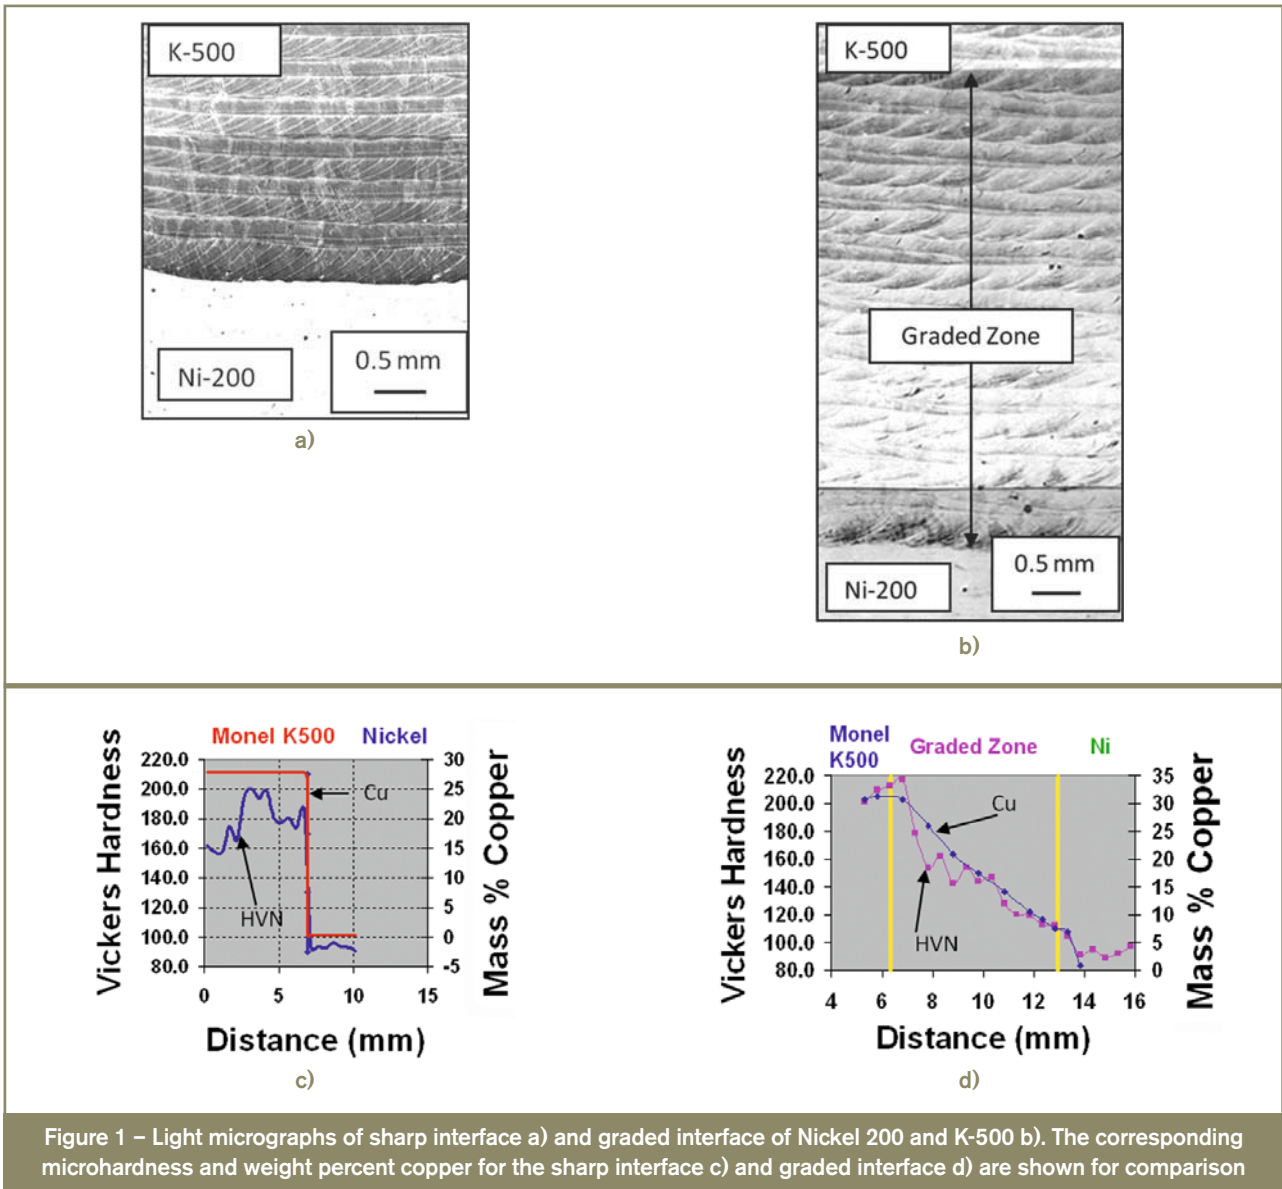 K-500
Ni-200
0.5 mm
a)
K-500
Graded Zone
0.5 mm
Ni-200
b)
Monel K500 Nickel
Vickers Hardness
220.0
200.0
180.0
160.0
140.0
120.0
100.0
80.0
Cu
HVN
30
25
20
15
10
5
0
-5
Mass % Copper
0 5 10 15
Distance (mm)
c)
Monel
K500
Graded Zone
Ni
Vickers Hardness
220.0
200.0
180.0
160.0
140.0
120.0
100.0
80.0
Cu
HVN
35
30
25
20
15
10
5
0
Mass % Copper
4 6 8 10 12 14 16
Distance (mm)
d)
Figure 1 – Light micrographs of sharp interface a) and graded interface of Nickel 200 and K-500 b). The corresponding
microhardness and weight percent copper for the sharp interface c) and graded interface d) are shown for comparison